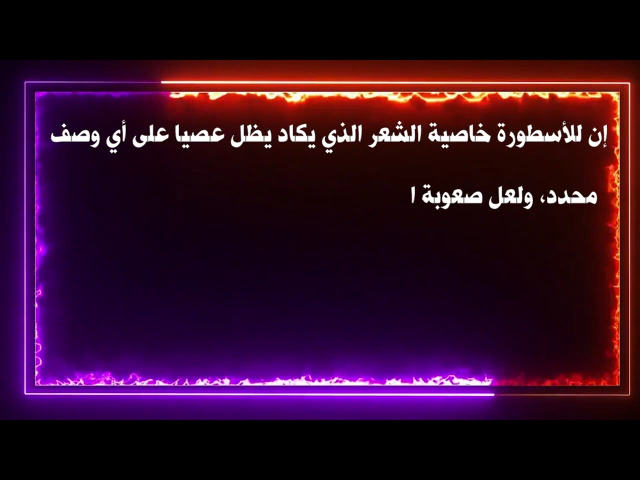 إن للأسطورة خاصية الشعر الذي يكاد يظل عصيا على أي وصف
محدد، ولعل صعوبة ا